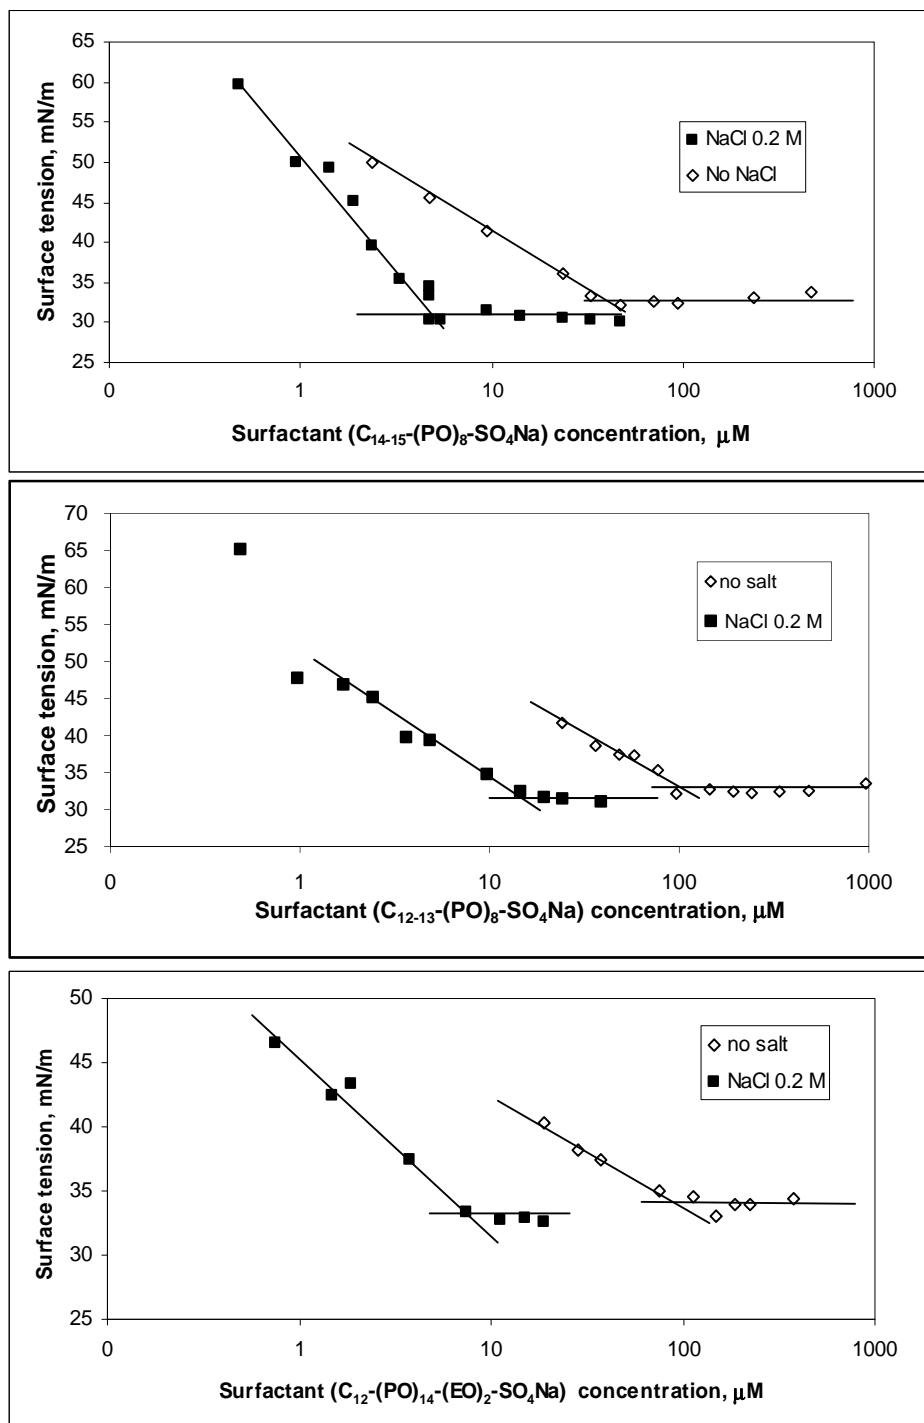 65
60
55
50
45
40
35
30
25
Surface tension, mN/m
■ NaCl 0.2 M
◇ No NaCl
0 1 10 100 1000
Surfactant (C14-15-(PO)8-SO4Na) concentration, μM
70
65
60
55
50
45
40
35
30
25
Surface tension, mN/m
◇ no salt
■ NaCl 0.2 M
0 1 10 100 1000
Surfactant (C12-13-(PO)8-SO4Na) concentration, μM
50
45
40
35
30
25
Surface tension, mN/m
◇ no salt
■ NaCl 0.2 M
0 1 10 100 1000
Surfactant (C12-(PO)14-(EO)2-SO4Na) concentration, μM